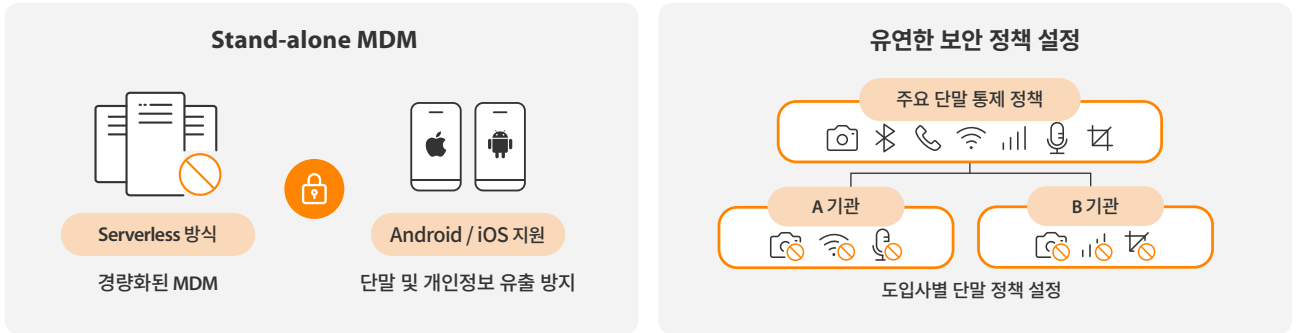 Stand-alone MDM
Serverless 방식
경량화된 MDM
Android / iOS 지원
단말 및 개인정보 유출 방지
유연한 보안 정책 설정
주요 단말 통제 정책
A 기관
B 기관
도입사별 단말 정책 설정